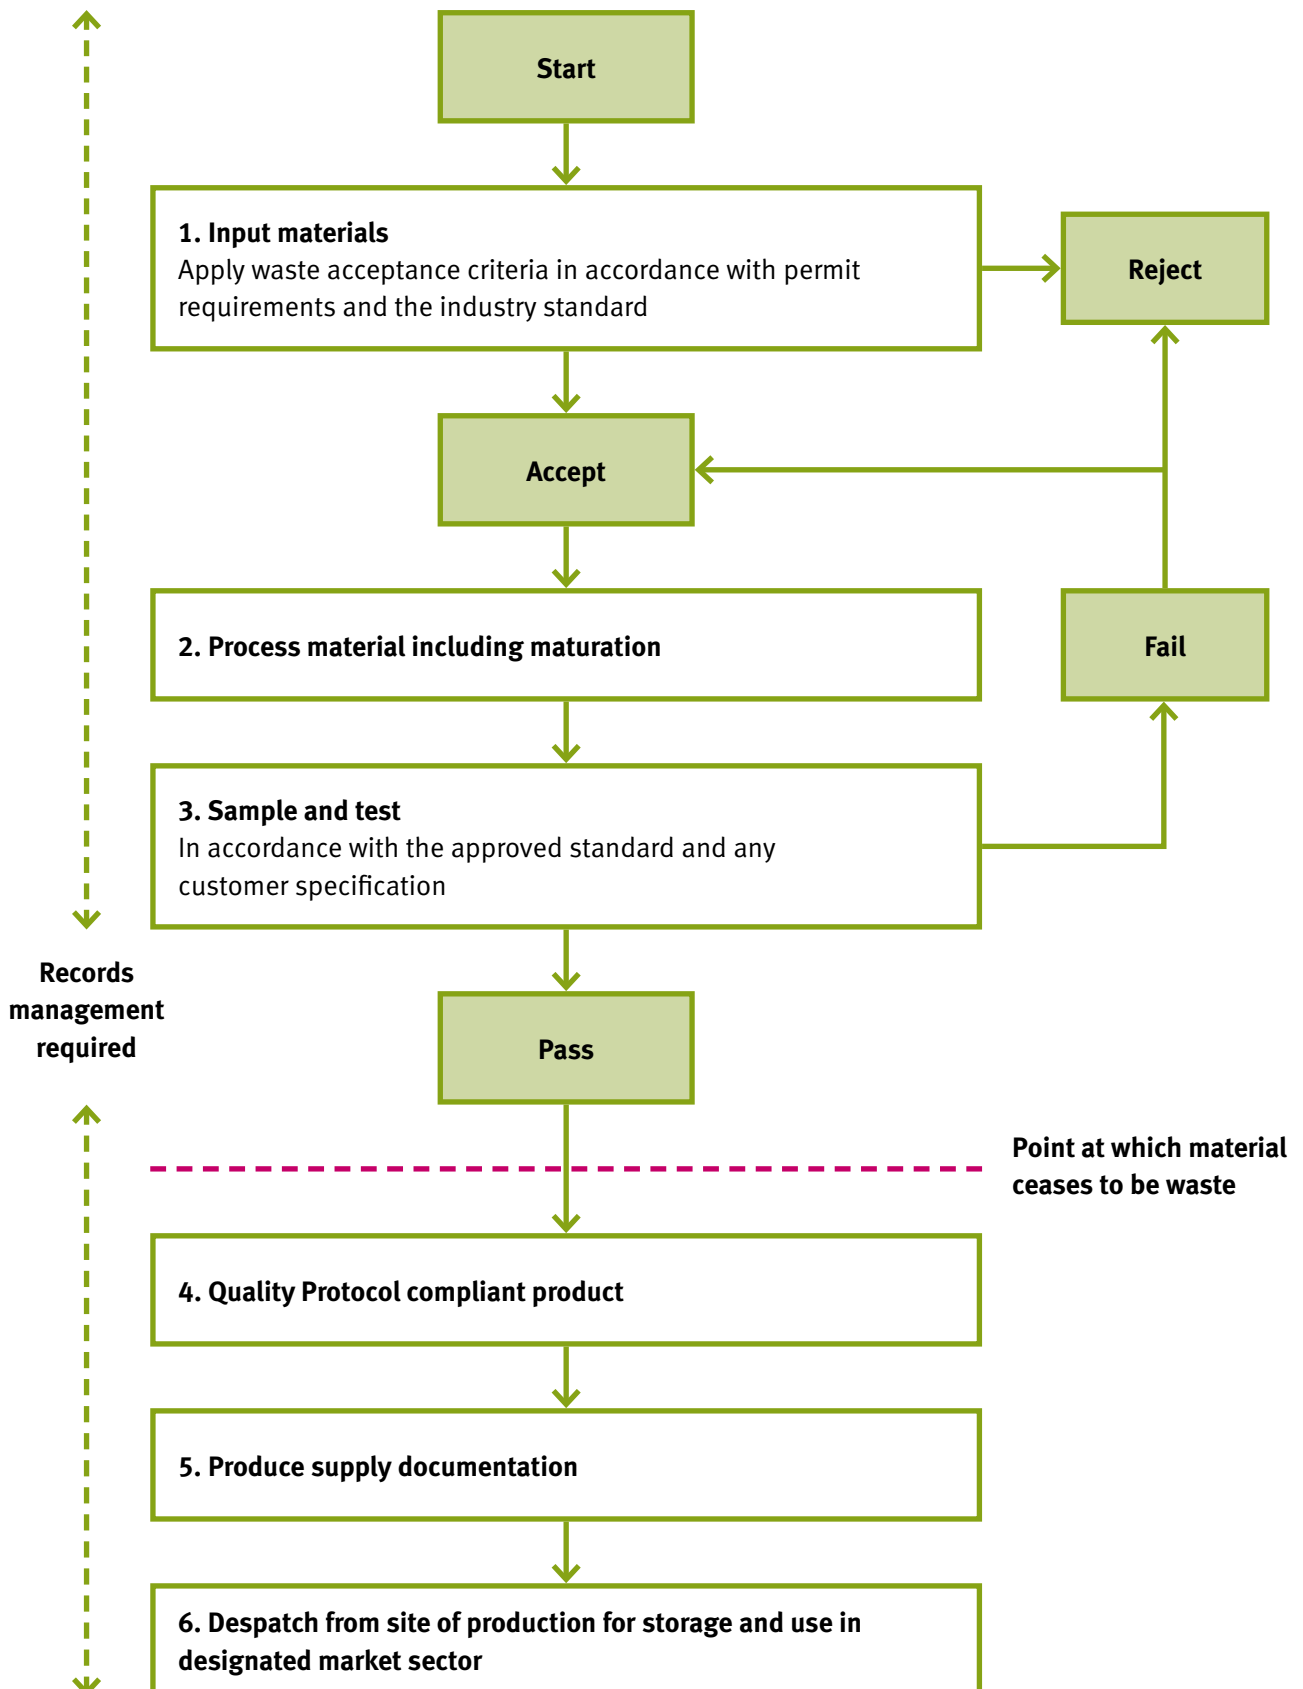 Start
1. Input materials
Apply waste acceptance criteria in accordance with permit
requirements and the industry standard
Reject
Accept
2. Process material including maturation
Fail
3. Sample and test
In accordance with the approved standard and any
customer specification
Records
management
required
Pass
Point at which material
ceases to be waste
4. Quality Protocol compliant product
5. Produce supply documentation
6. Despatch from site of production for storage and use in
designated market sector